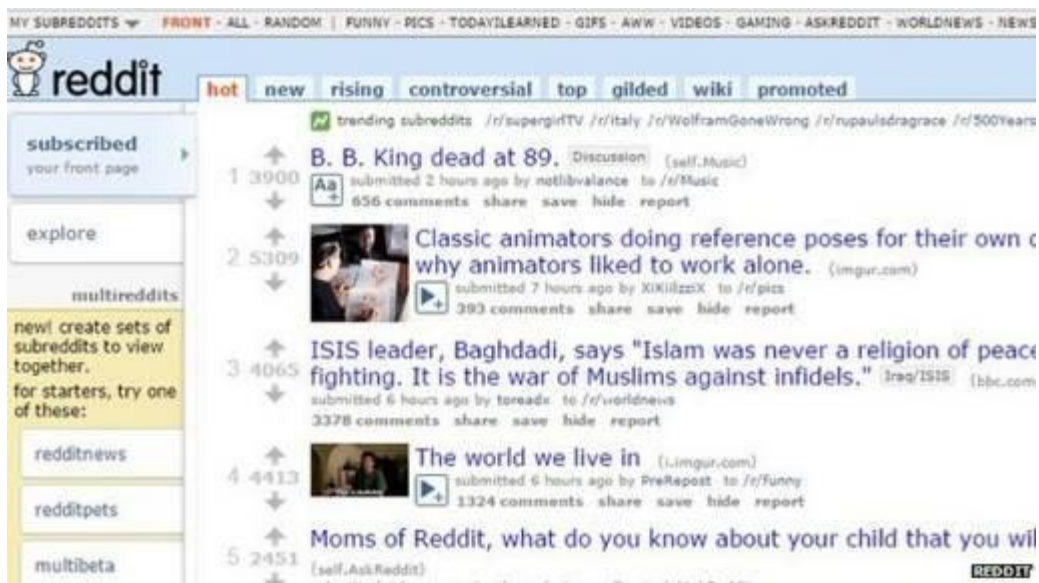 MY SUBREDDITS FRONT - ALL - RANDOM | FUNNY - PICS - TODAYILEARNED - GIFS - AWW - VIDEOS - GAMING - ASKREDDIT - WORLDNEWS - NEWS
reddit hot new rising controversial top gilded wiki promoted
trending subreddits /r/supergirlTV /r/italy /r/WolframGoneWrong /r/rupaulsdragrace /r/500Years
subscribed
your front page
explore
multireddits
new! create sets of
subreddits to view
together.
for starters, try one
of these:
redditnews
redditpets
multibeta
1 3900 B. B. King dead at 89. Discussion (self.Music)
Aa submitted 2 hours ago by notlibvalance to /r/Music
656 comments share save hide report
2 5309 Classic animators doing reference poses for their own
why animators liked to work alone. (imgur.com)
submitted 7 hours ago by to /r/pics
393 comments share save hide report
3 4065 ISIS leader, Baghdadi, says "Islam was never a religion of peace
fighting. It is the war of Muslims against infidels." Iraq/ISIS (bbc.com
submitted 6 hours ago by toreadx to /r/worldnews
3378 comments share save hide report
4 4413 The world we live in (i.imgur.com)
submitted 6 hours ago by PreRepost to /r/funny
1324 comments share save hide report
5 2451 Moms of Reddit, what do you know about your child that you wil
(self.AskReddit)
REDDIT